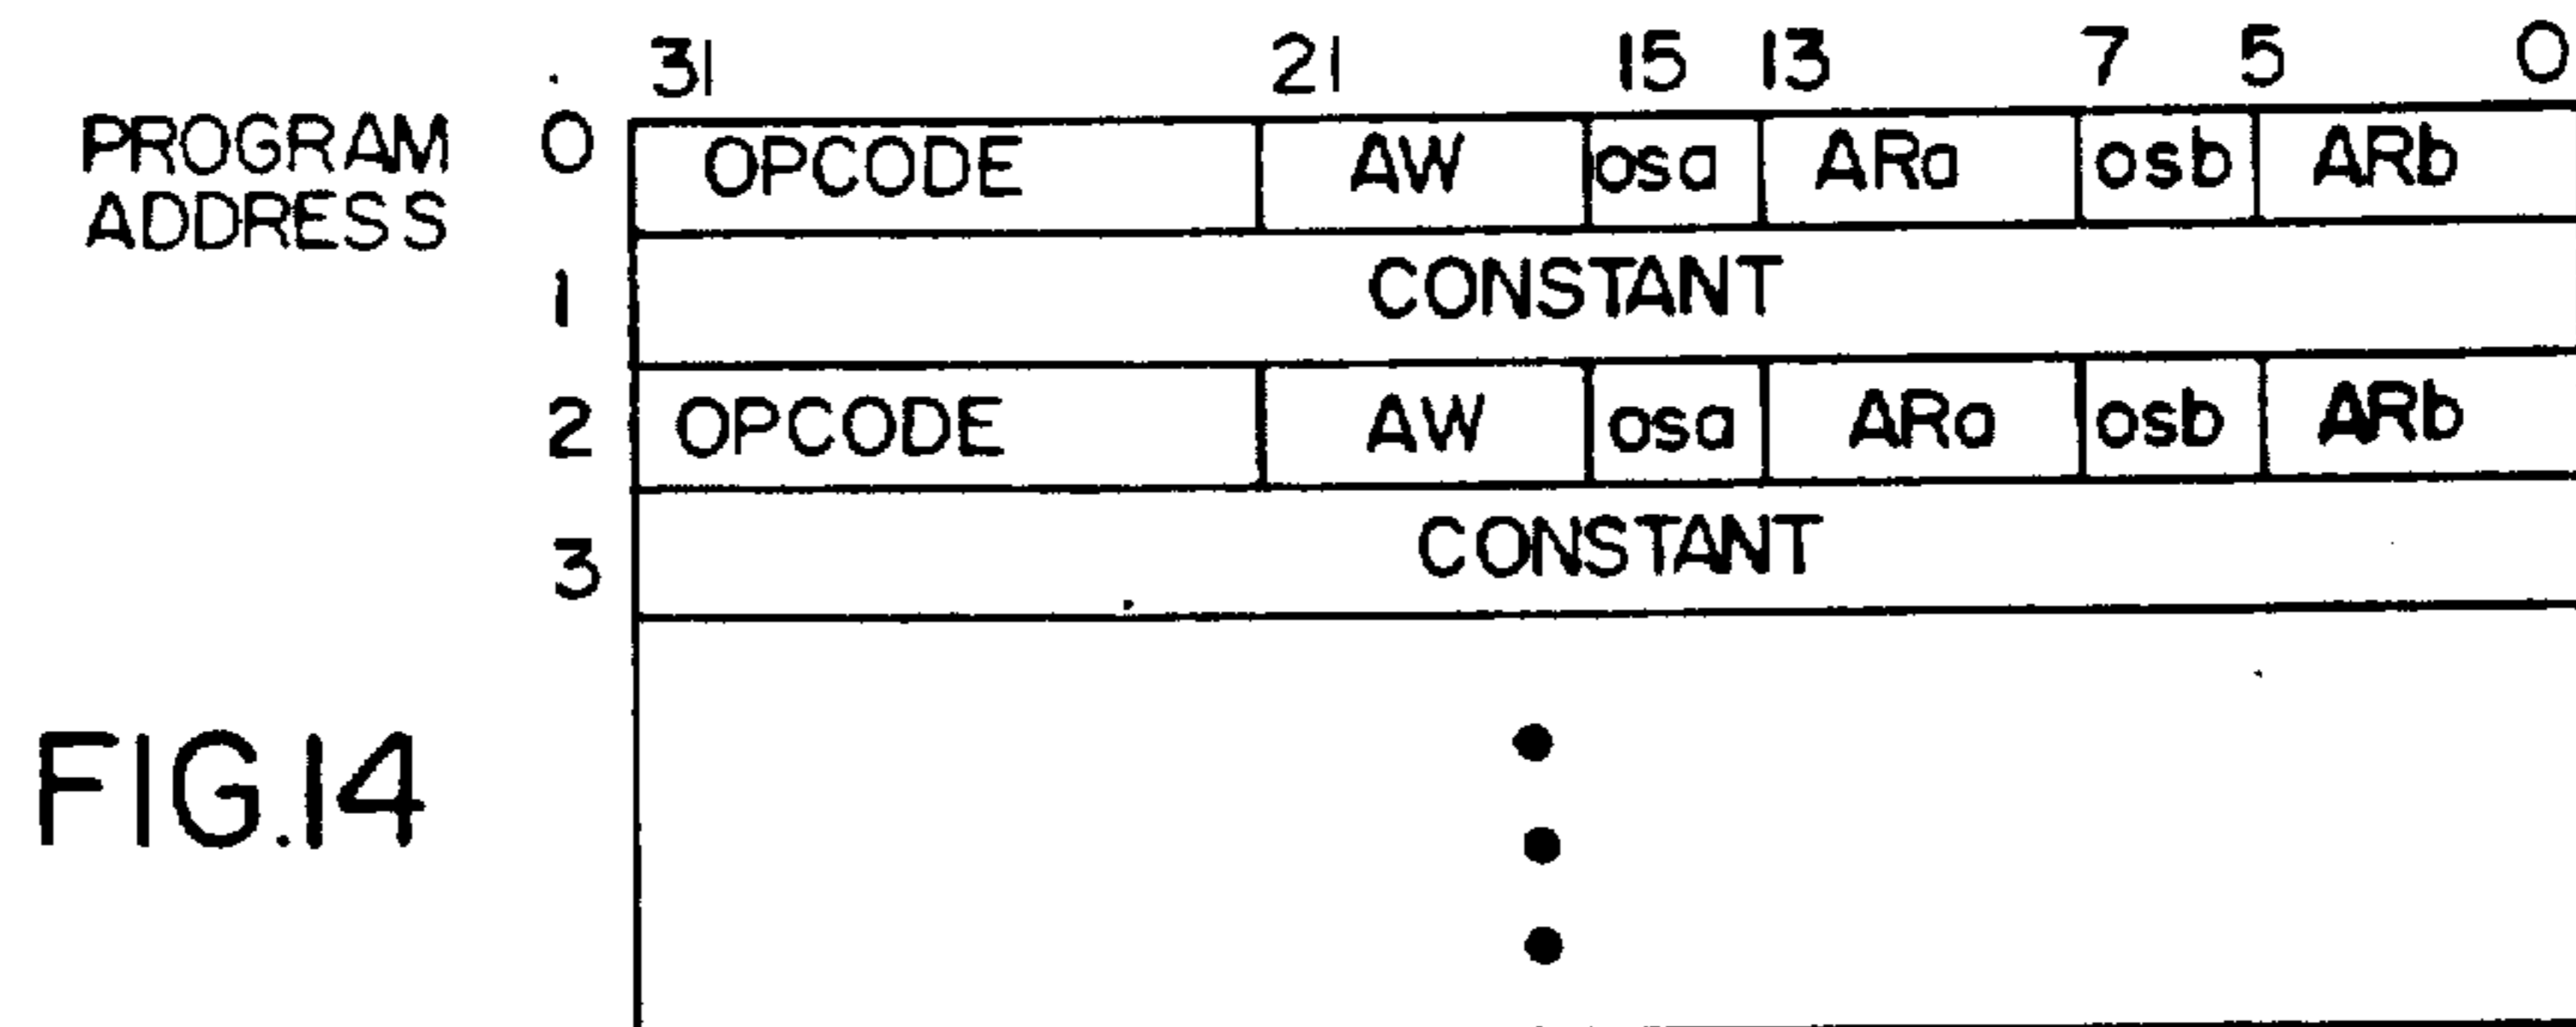 31 21 15 13 7 5 0
PROGRAM 0 OPCODE AW osa ARa osb ARb
ADDRESS
1 CONSTANT
2 OPCODE AW osa ARa osb ARb
3 CONSTANT
FIG.14